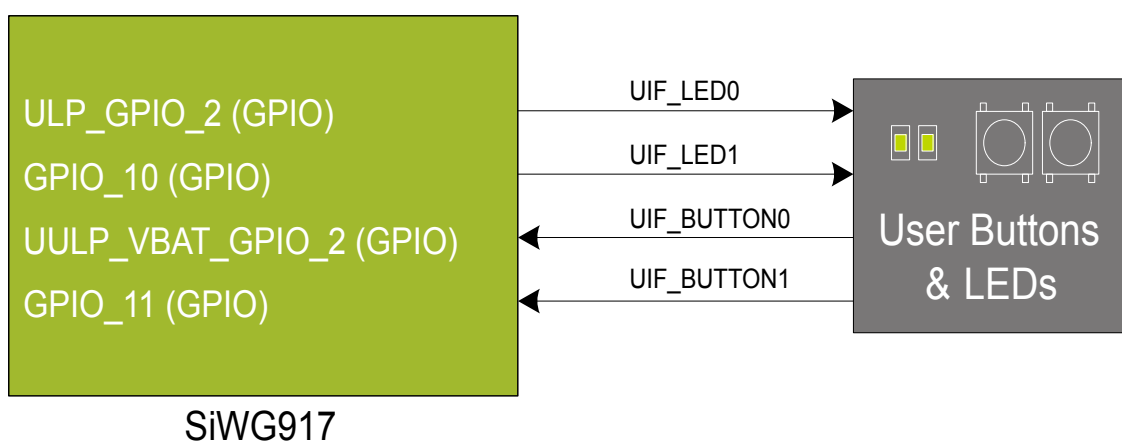 ULP_GPIO_2 (GPIO)
GPIO_10 (GPIO)
UULP_VBAT_GPIO_2 (GPIO)
GPIO_11 (GPIO)
SiWG917
UIF_LED0
UIF_LED1
UIF_BUTTON0
UIF_BUTTON1
User Buttons
& LEDs